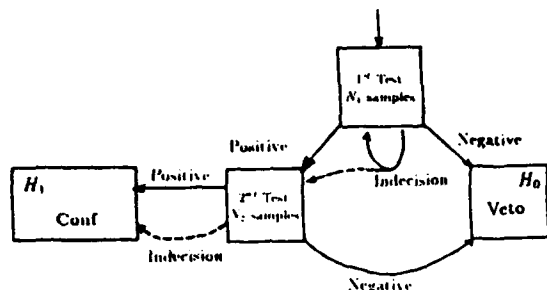 1st Test
N1 samples
Positive
Negative
Indecision
H1
Conf
Positive
2nd Test
N2 samples
H0
Veto
Indecision
Negative